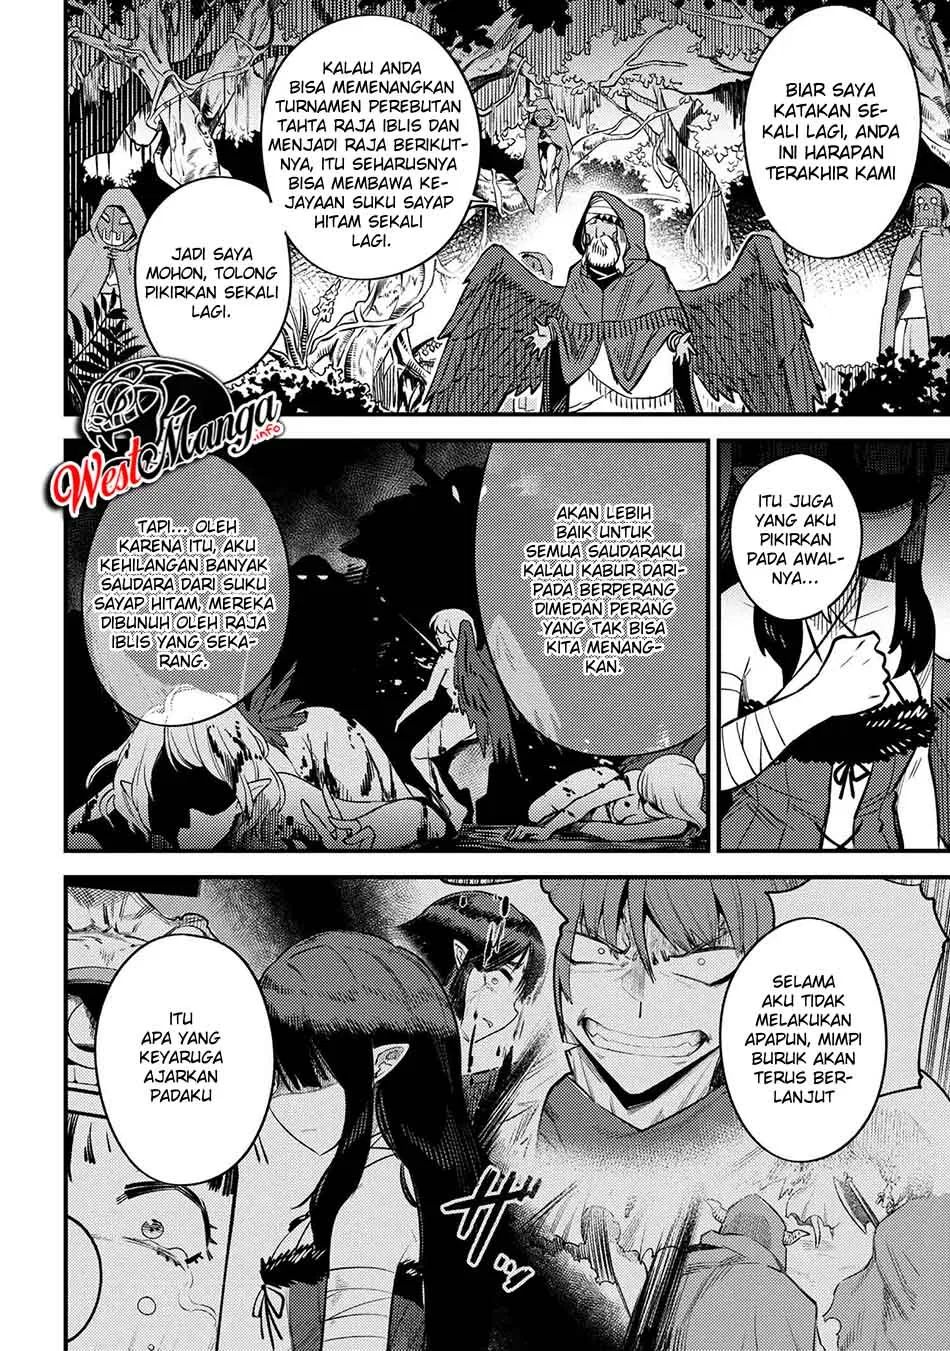 BIAR SAYA
KATAKAN SE-
KALI LAGI, ANDA
INI HARAPAN
TERAKHIR KAMI
KALAU ANDA
BISA MEMENANGKAN
TURNAMEN PEREBUTAN
TAHTA RAJA IBLIS DAN
MENJADI RAJA BERIKUT-
NYA, ITU SEHARUSNYA
BISA MEMBAWA KE-
JAYAAN SUKU SAYAP
HITAM SEKALI
LAGI.
JADI SAYA
MOHON, TOLONG
PIKIRKAN SEKALI
LAGI.
WestManga
.info
ITU JUGA
YANG AKU
PIKIRKAN
PADA AWAL-
NYA...
AKAN LEBIH
BAIK UNTUK
SEMUA SAUDARAKU
KALAU KABUR DARI-
PADA BERPERANG
DIMEDAN PERANG
YANG TAK BISA
KITA MENANG-
KAN.
TAPI... OLEH
KARENA ITU, AKU
KEHILANGAN BANYAK
SAUDARA DARI SUKU
SAYAP HITAM, MEREKA
DIBUNUH OLEH RAJA
IBLIS YANG SEKA-
RANG.
SELAMA
AKU TIDAK
MELAKUKAN
APAPUN, MIMPI
BURUK AKAN
TERUS BER-
LANJUT
ITU
APA YANG
KEYARUGA
AJARKAN
PADAKU